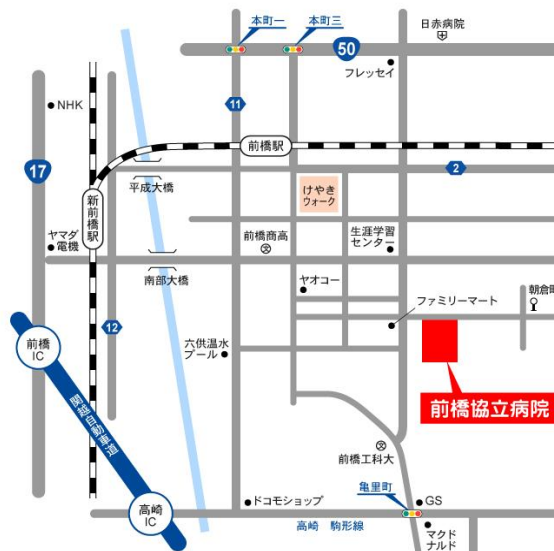 本町一
本町三
日赤病院
50
フレッセイ
NHK
11
前橋駅
2
17
平成大橋
けやき
ウォーク
新前橋駅
ヤマダ
電機
前橋商高
生涯学習
センター
南部大橋
ヤオコー
朝倉町
ファミリーマート
12
六供温水
プール
前橋
IC
前橋協立病院
関越自動車道
前橋工科大
亀里町
ドコモショップ
GS
高崎
IC
高崎 駒形線
マクド
ナルド